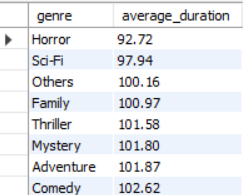 genre average_duration
Horror 92.72
Sci-Fi 97.94
Others 100.16
Family 100.97
Thriller 101.58
Mystery 101.80
Adventure 101.87
Comedy 102.62